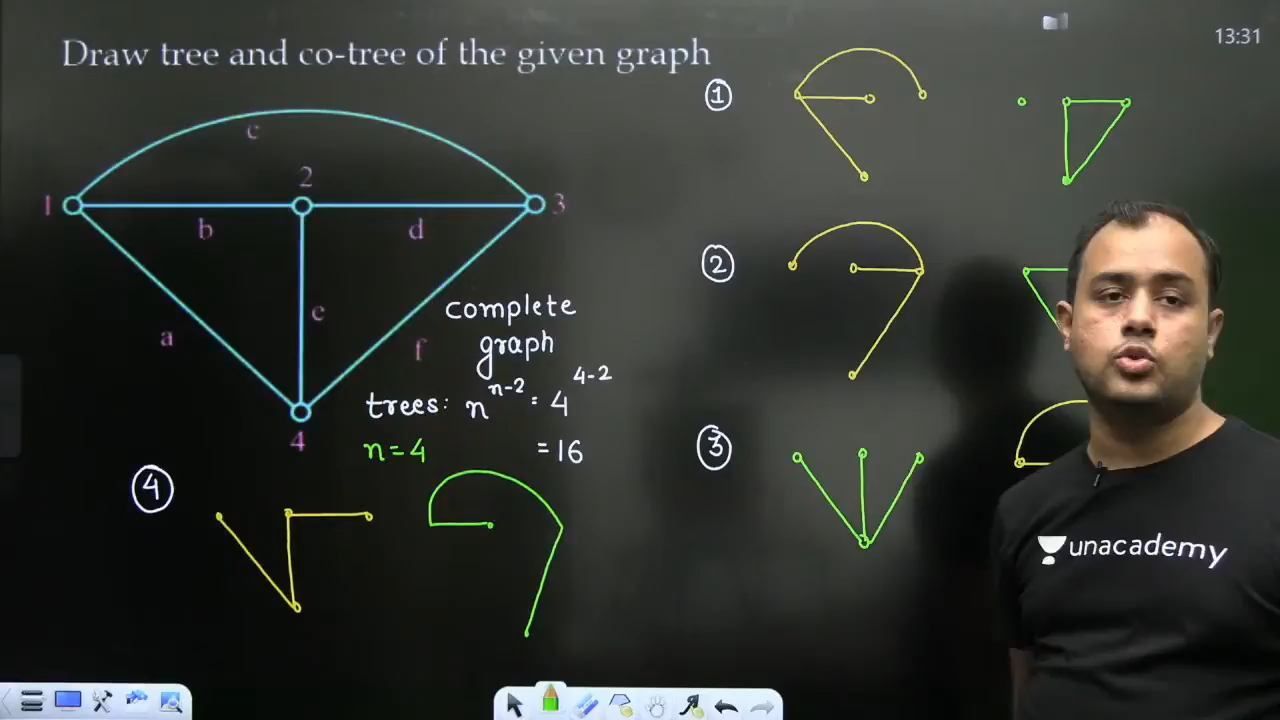 13:31
Draw tree and co-tree of the given graph
①
c
1
2
3
b
d
②
a
e
f
4
complete
graph
trees: n^{n-2} = 4^{4-2}
n=4
=16
③
④
unacademy